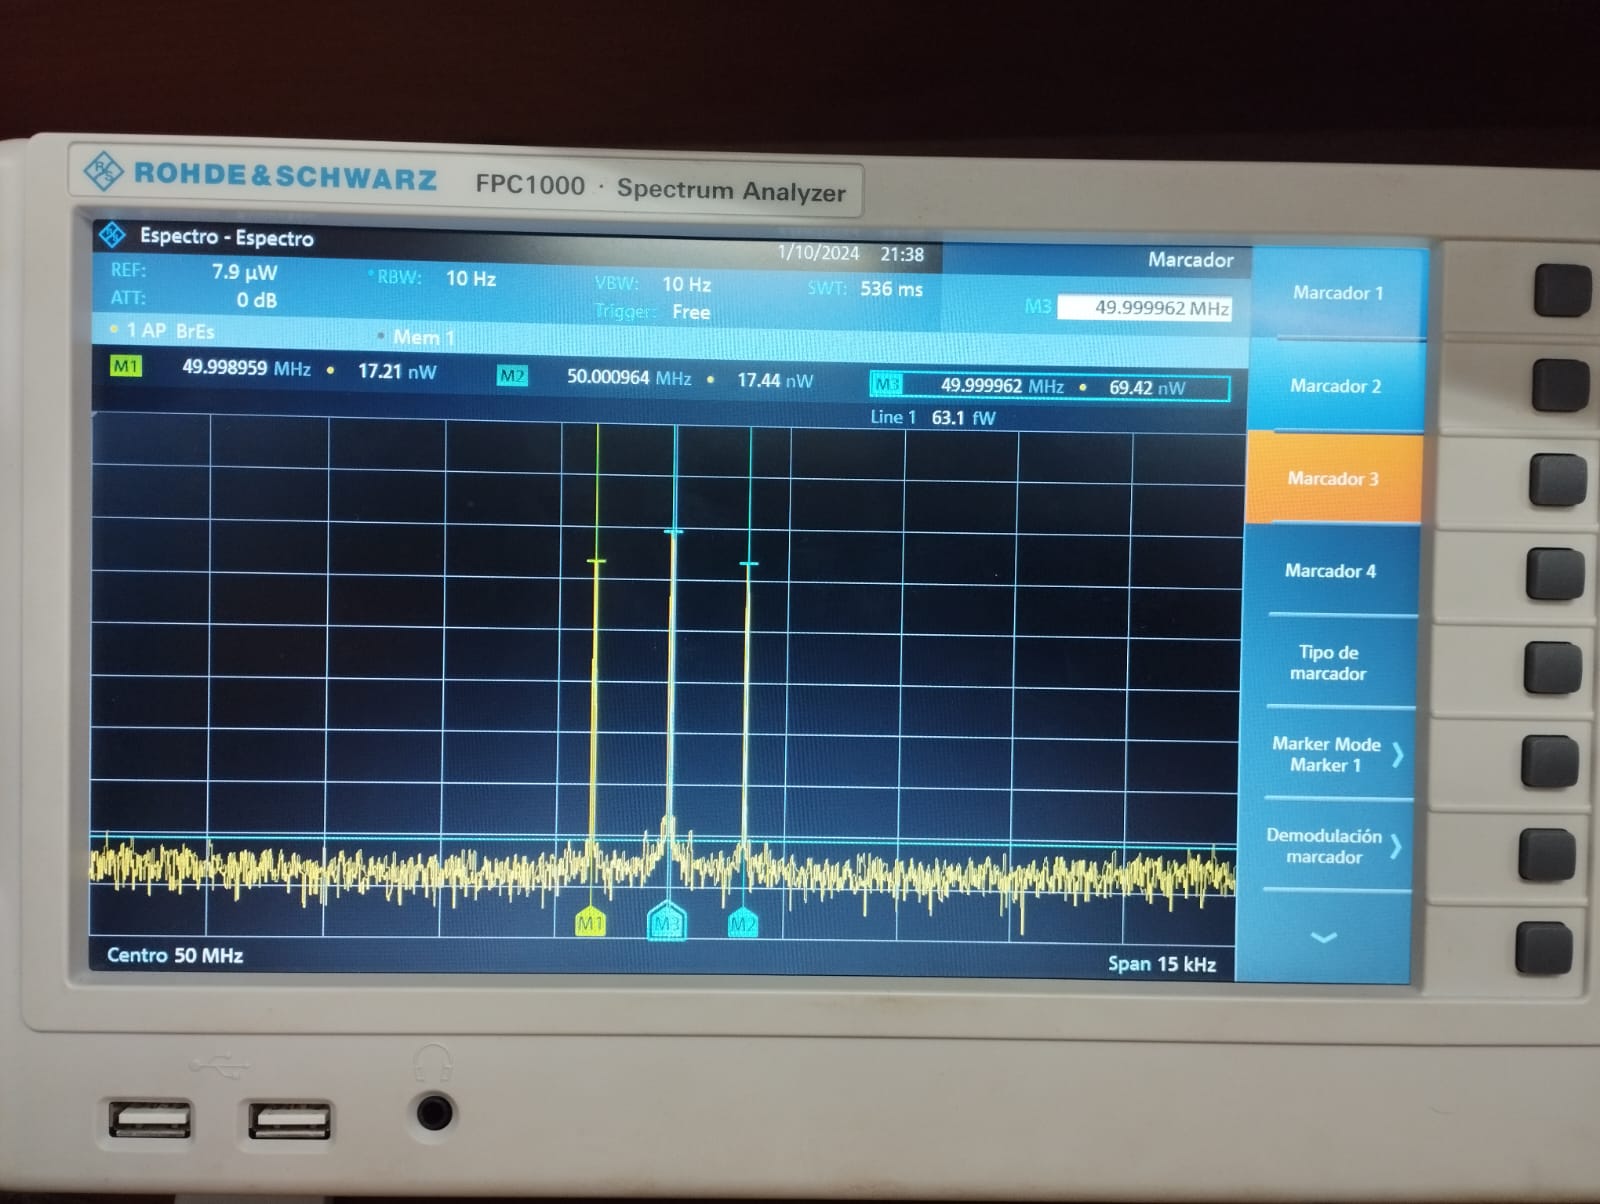 ROHDE&SCHWARZ FPC1000 · Spectrum Analyzer
Espectro - Espectro 1/10/2024 21:38 Marcador
REF: 7.9 µW RBW: 10 Hz VBW: 10 Hz SWT: 536 ms
ATT: 0 dB Trigger: Free M3 49.999962 MHz
1 AP BrEs Mem 1
M1 49.998959 MHz • 17.21 nW M2 50.000964 MHz • 17.44 nW M3 49.999962 MHz • 69.42 nW
Line 1 63.1 fW
M1 M3 M2
Centro 50 MHz Span 15 kHz
Marcador 1
Marcador 2
Marcador 3
Marcador 4
Tipo de
marcador
Marker Mode
Marker 1
Demodulación
marcador